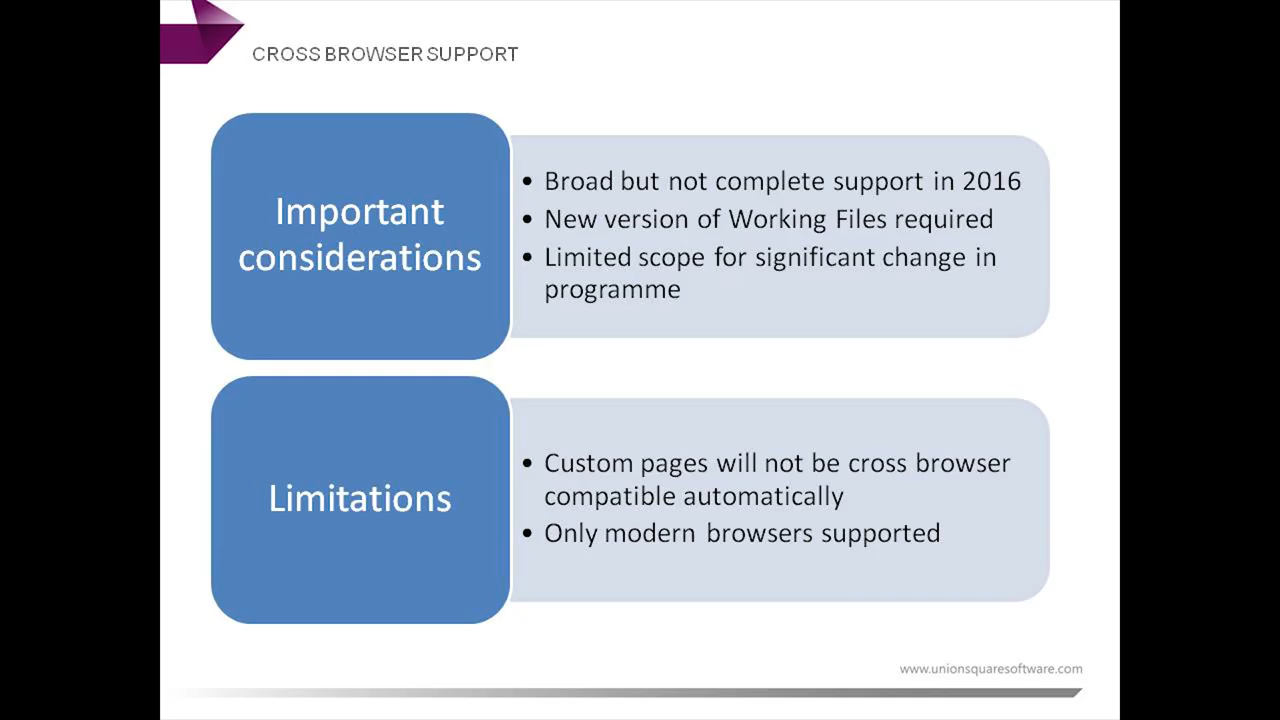 CROSS BROWSER SUPPORT
Important
considerations
• Broad but not complete support in 2016
• New version of Working Files required
• Limited scope for significant change in
programme
Limitations
• Custom pages will not be cross browser
compatible automatically
• Only modern browsers supported
www.unionsquaresoftware.com